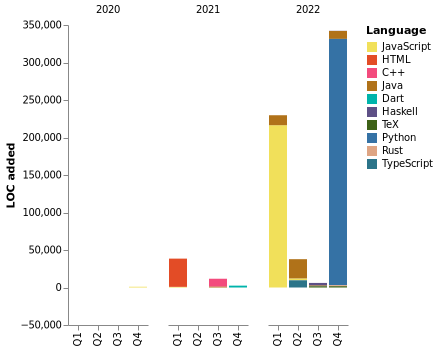 2020 2021 2022
350,000
300,000
250,000
200,000
150,000
100,000
50,000
0
−50,000
LOC added
Q1 Q2 Q3 Q4 Q1 Q2 Q3 Q4 Q1 Q2 Q3 Q4
Language
JavaScript
HTML
C++
Java
Dart
Haskell
TeX
Python
Rust
TypeScript